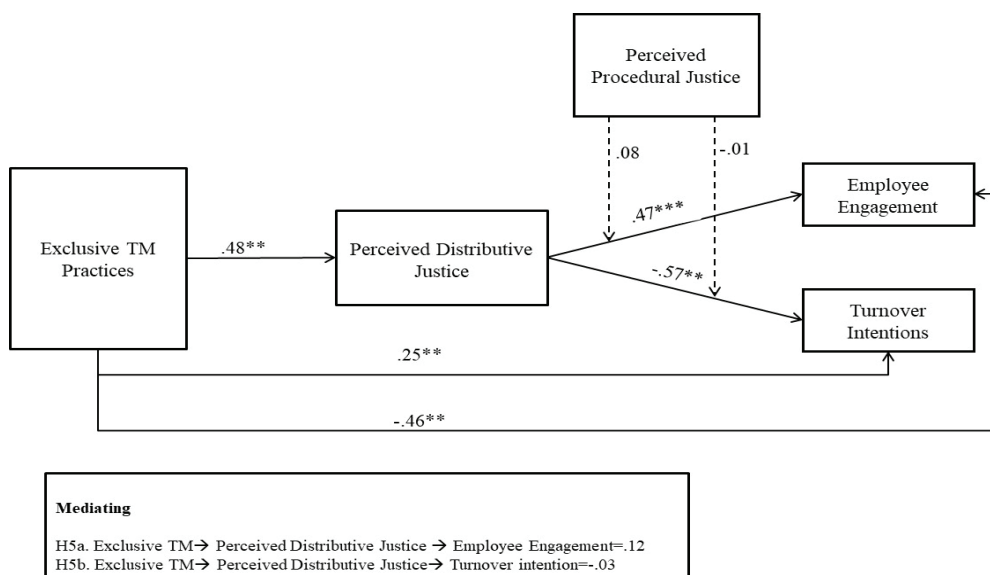 Perceived
Procedural Justice
.08
-.01
Employee
Engagement
.47***
Exclusive TM
Practices
.48**
Perceived Distributive
Justice
-.57**
Turnover
Intentions
.25**
-.46**
Mediating
H5a. Exclusive TM→ Perceived Distributive Justice → Employee Engagement=.12
H5b. Exclusive TM→ Perceived Distributive Justice→ Turnover intention=-.03